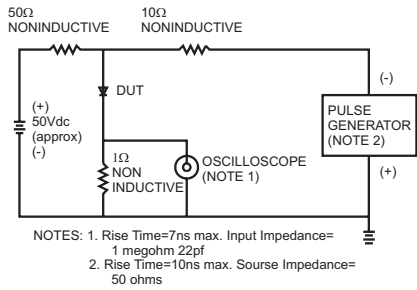 50Ω
NONINDUCTIVE
10Ω
NONINDUCTIVE
DUT
(+)
50Vdc
(approx)
(-)
1Ω
NON
INDUCTIVE
OSCILLOSCOPE
(NOTE 1)
(-)
PULSE
GENERATOR
(NOTE 2)
(+)
NOTES: 1. Rise Time=7ns max. Input Impedance=
1 megohm 22pf
2. Rise Time=10ns max. Sourse Impedance=
50 ohms